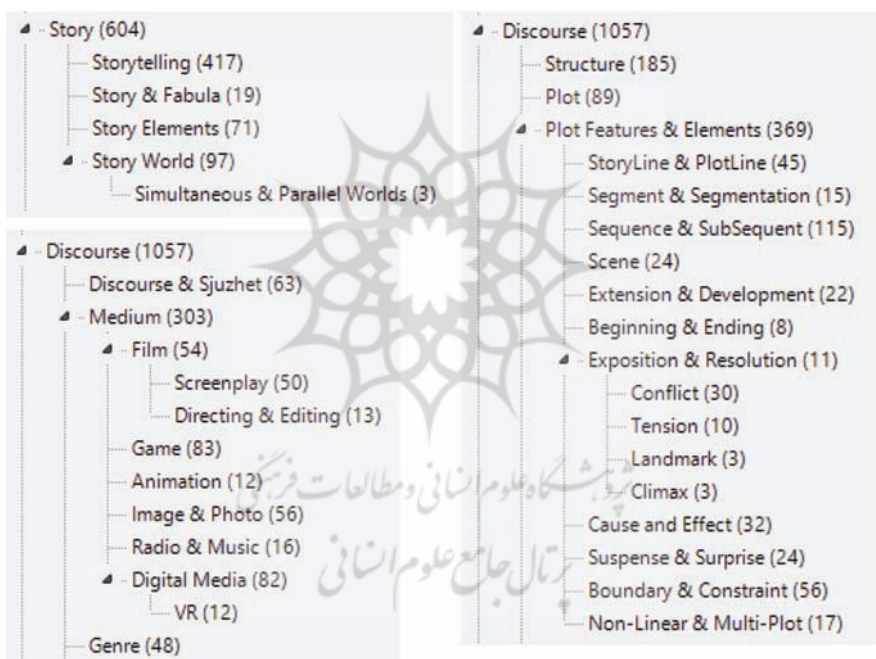 Story (604)
Storytelling (417)
Story & Fabula (19)
Story Elements (71)
Story World (97)
Simultaneous & Parallel Worlds (3)
Discourse (1057)
Discourse & Sjuzhet (63)
Medium (303)
Film (54)
Screenplay (50)
Directing & Editing (13)
Game (83)
Animation (12)
Image & Photo (56)
Radio & Music (16)
Digital Media (82)
VR (12)
Genre (48)
Discourse (1057)
Structure (185)
Plot (89)
Plot Features & Elements (369)
StoryLine & PlotLine (45)
Segment & Segmentation (15)
Sequence & SubSequent (115)
Scene (24)
Extension & Development (22)
Beginning & Ending (8)
Exposition & Resolution (11)
Conflict (30)
Tension (10)
Landmark (3)
Climax (3)
Cause and Effect (32)
Suspense & Surprise (24)
Boundary & Constraint (56)
Non-Linear & Multi-Plot (17)
پژوهشگاه علوم انسانی و مطالعات فرهنگی
پرتال جامع علوم انسانی